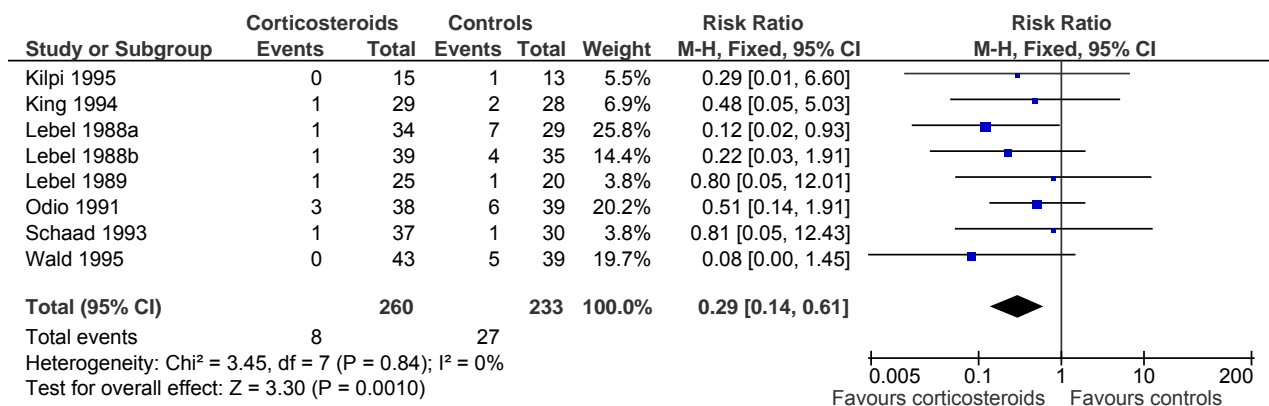 Corticosteroids Controls Risk Ratio Risk Ratio
Study or Subgroup Events Total Events Total Weight M-H, Fixed, 95% CI M-H, Fixed, 95% CI
Kilpi 1995 0 15 1 13 5.5% 0.29 [0.01, 6.60]
King 1994 1 29 2 28 6.9% 0.48 [0.05, 5.03]
Lebel 1988a 1 34 7 29 25.8% 0.12 [0.02, 0.93]
Lebel 1988b 1 39 4 35 14.4% 0.22 [0.03, 1.91]
Lebel 1989 1 25 1 20 3.8% 0.80 [0.05, 12.01]
Odio 1991 3 38 6 39 20.2% 0.51 [0.14, 1.91]
Schaad 1993 1 37 1 30 3.8% 0.81 [0.05, 12.43]
Wald 1995 0 43 5 39 19.7% 0.08 [0.00, 1.45]
Total (95% CI) 260 233 100.0% 0.29 [0.14, 0.61]
Total events 8 27
Heterogeneity: Chi² = 3.45, df = 7 (P = 0.84); I² = 0%
Test for overall effect: Z = 3.30 (P = 0.0010)
0.005 0.1 1 10 200
Favours corticosteroids Favours controls